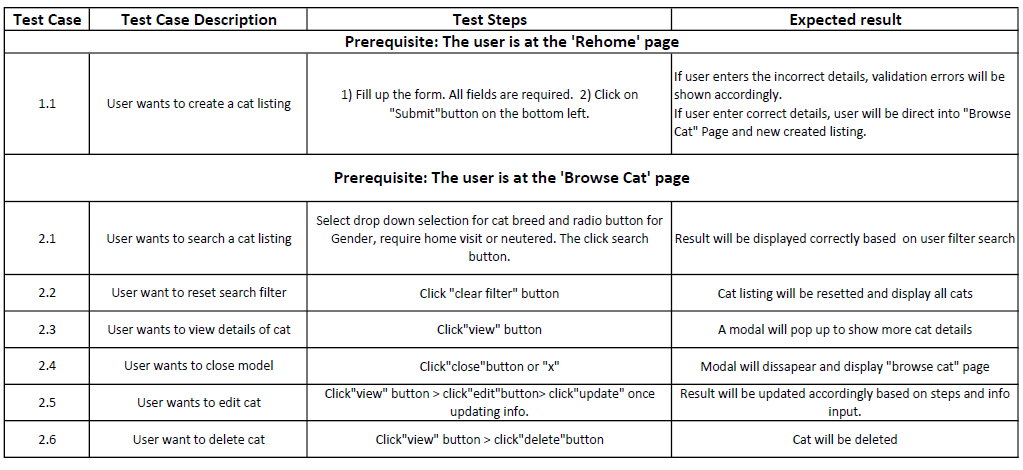 Test Case Test Case Description Test Steps Expected result
Prerequisite: The user is at the 'Rehome' page
1.1
User wants to create a cat listing
1) Fill up the form. All fields are required. 2) Click on
"Submit"button on the bottom left.
If user enters the incorrect details, validation errors will be
shown accordingly.
If user enter correct details, user will be direct into "Browse
Cat" Page and new created listing.
Prerequisite: The user is at the 'Browse Cat' page
2.1
User wants to search a cat listing
Select drop down selection for cat breed and radio button for
Gender, require home visit or neutered. The click search
button.
Result will be displayed correctly based on user filter search
2.2
User want to reset search filter
Click "clear filter" button
Cat listing will be resetted and display all cats
2.3
User wants to view details of cat
Click"view" button
A modal will pop up to show more cat details
2.4
User wants to close model
Click"close"button or "x"
Modal will dissapear and display "browse cat" page
2.5
User wants to edit cat
Click"view" button > click"edit"button> click"update" once
updating info.
Result will be updated accordingly based on steps and info
input.
2.6
User want to delete cat
Click"view" button > click"delete"button
Cat will be deleted